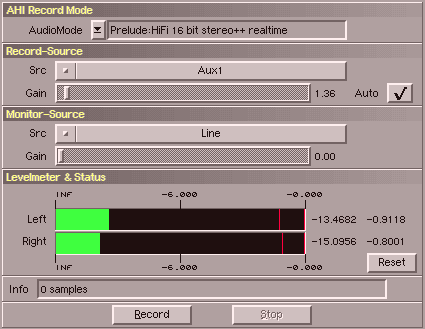 AHI Record Mode
AudioMode Prelude:HiFi 16 bit stereo++ realtime
Record-Source
Src Aux1
Gain 1.36 Auto
Monitor-Source
Src Line
Gain 0.00
Levelmeter & Status
INF -6.000 -0.000
Left -13.4682 -0.9118
Right -15.0956 -0.8001
INF -6.000 -0.000
Reset
Info 0 samples
Record Stop